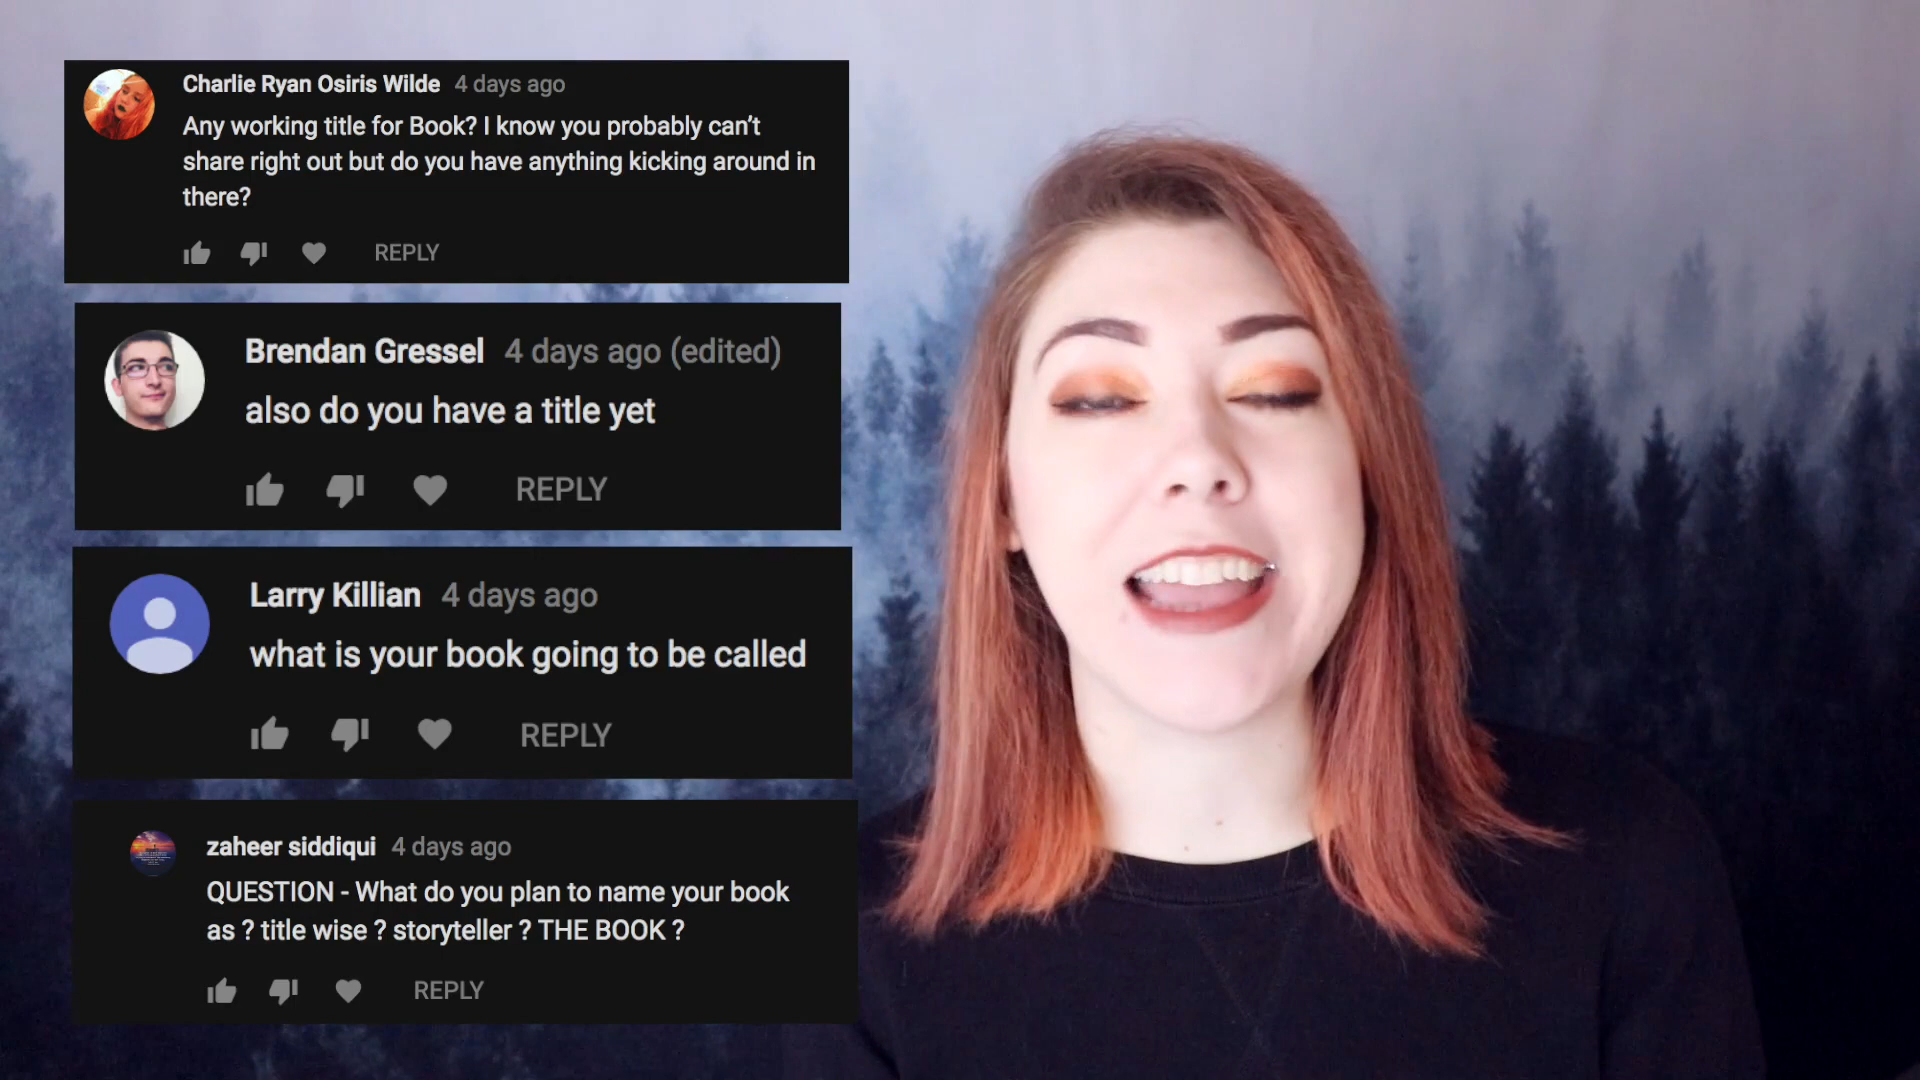 Charlie Ryan Osiris Wilde 4 days ago
Any working title for Book? I know you probably can't
share right out but do you have anything kicking around in
there?
REPLY
Brendan Gressel 4 days ago (edited)
also do you have a title yet
REPLY
Larry Killian 4 days ago
what is your book going to be called
REPLY
zaheer siddiqui 4 days ago
QUESTION - What do you plan to name your book
as ? title wise ? storyteller ? THE BOOK ?
REPLY